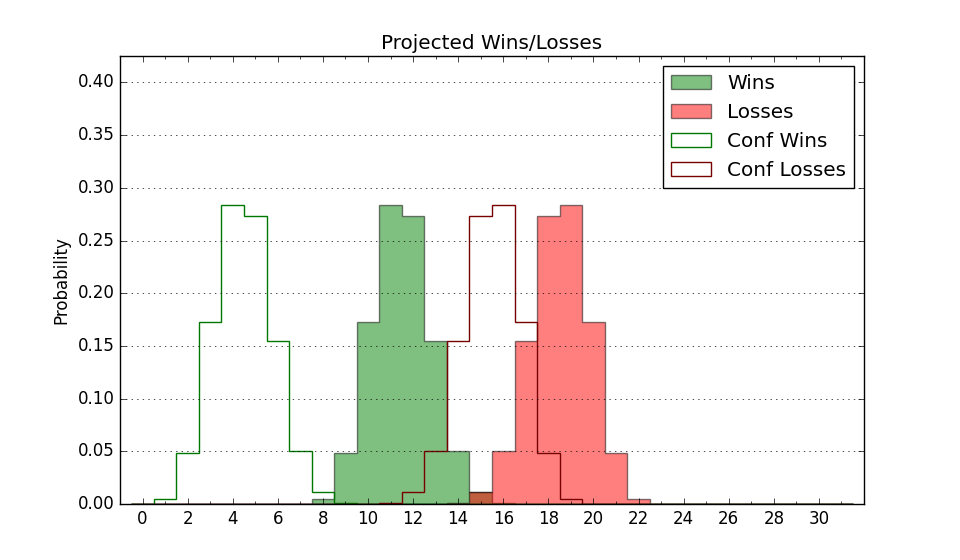 Projected Wins/Losses
0.40
0.35
0.30
0.25
0.20
0.15
0.10
0.05
0.00
Probability
Wins
Losses
Conf Wins
Conf Losses
0 2 4 6 8 10 12 14 16 18 20 22 24 26 28 30